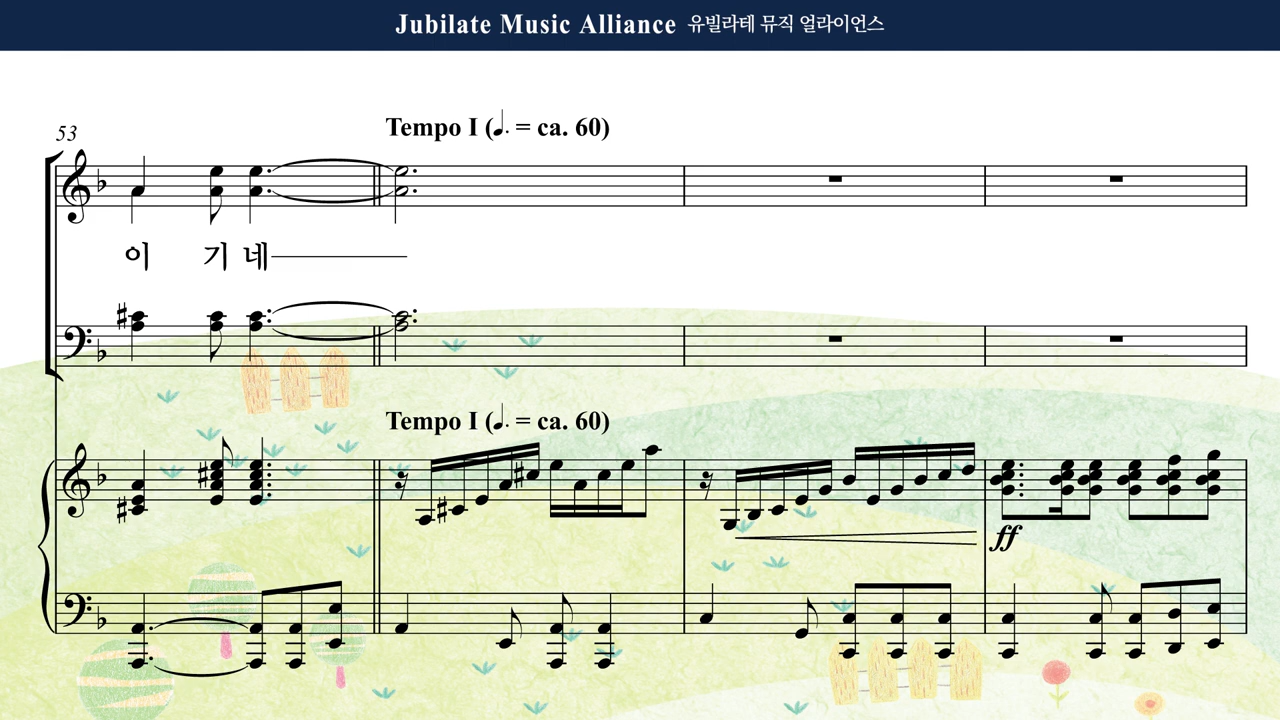 Jubilate Music Alliance 유빌라테 뮤직 얼라이언스
Tempo I (♩. = ca. 60)
53
이 기 네
Tempo I (♩. = ca. 60)
ff